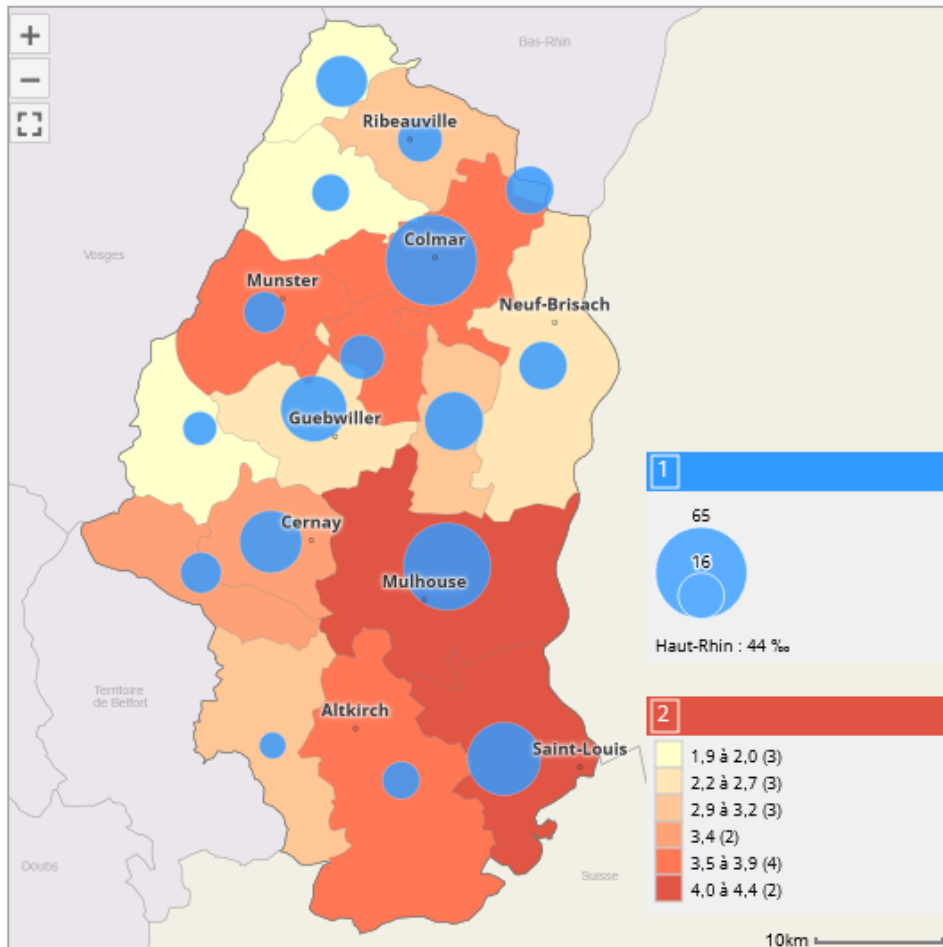 +
Bas-Rhin
−
Ribeauville
Colmar
Vosges
Munster
Neuf-Brisach
Guebwiller
1
65
Cernay
16
Mulhouse
Haut-Rhin : 44 ‰
Territoire
de Belfort
Altkirch
2
Saint-Louis
1,9 à 2,0 (3)
2,2 à 2,7 (3)
2,9 à 3,2 (3)
3,4 (2)
3,5 à 3,9 (4)
4,0 à 4,4 (2)
Doubs
Suisse
10km